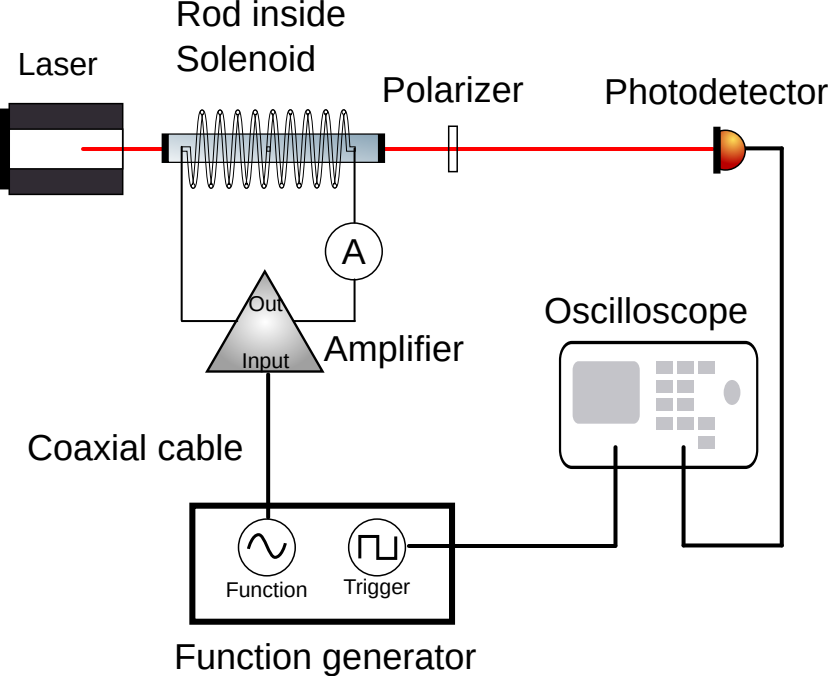 Rod inside
Solenoid
Laser
Polarizer
Photodetector
A
Out
Input
Amplifier
Oscilloscope
Coaxial cable
Function
Trigger
Function generator